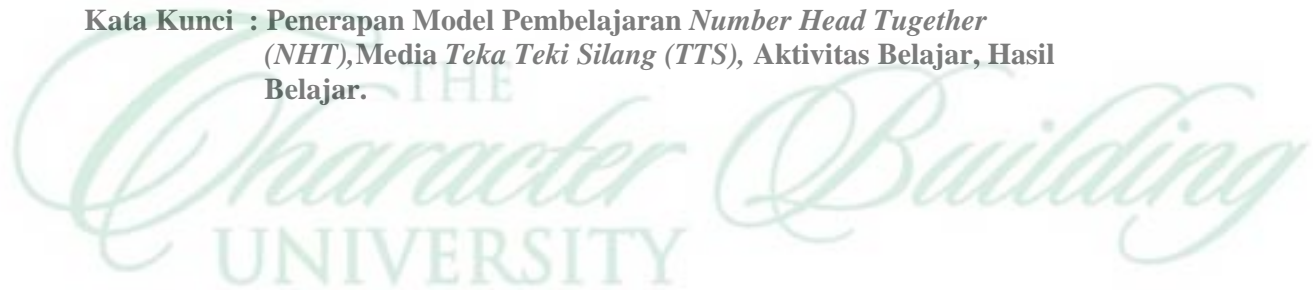 Kata Kunci : Penerapan Model Pembelajaran Number Head Tugether
(NHT),Media Teka Teki Silang (TTS), Aktivitas Belajar, Hasil
Belajar.
THE
Character Building
UNIVERSITY